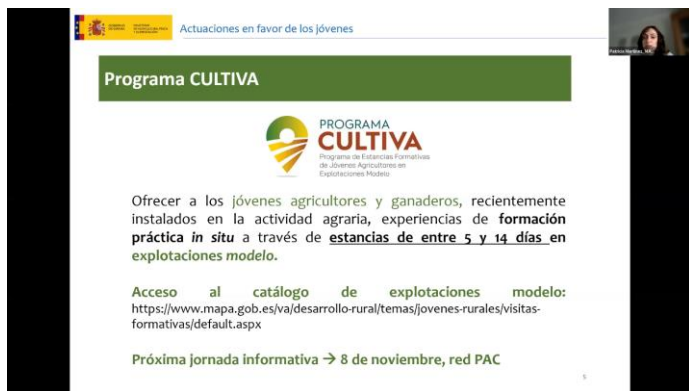 Actuaciones en favor de los jóvenes
Programa CULTIVA
PROGRAMA
CULTIVA
Programa de Estancias Formativas
de Jóvenes Agricultores en
Explotaciones Modelo
Ofrecer a los jóvenes agricultores y ganaderos, recientemente
instalados en la actividad agraria, experiencias de formación
práctica in situ a través de estancias de entre 5 y 14 días en
explotaciones modelo.
Acceso al catálogo de explotaciones modelo:
https://www.mapa.gob.es/va/desarrollo-rural/temas/jovenes-rurales/visitas-
formativas/default.aspx
Próxima jornada informativa → 8 de noviembre, red PAC